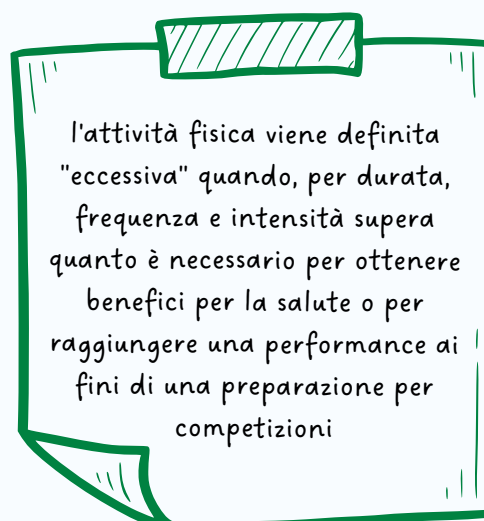 l'attività fisica viene definita
"eccessiva" quando, per durata,
frequenza e intensità supera
quanto è necessario per ottenere
benefici per la salute o per
raggiungere una performance ai
fini di una preparazione per
competizioni